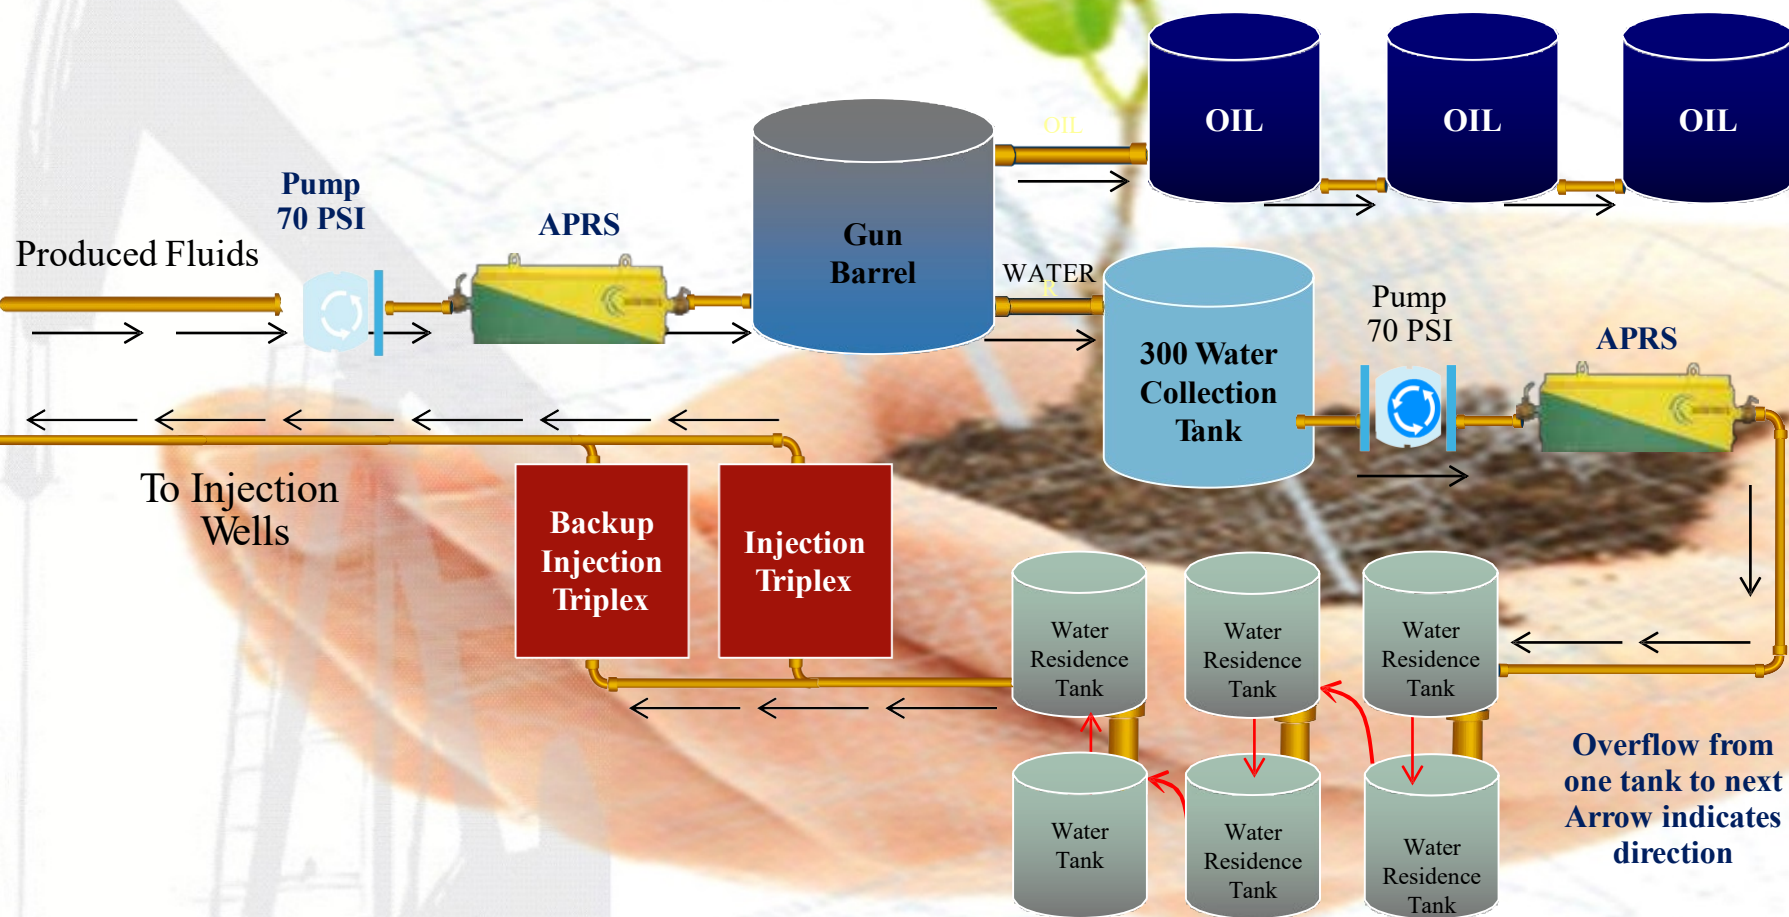 OIL
OIL
OIL
OIL
Pump
70 PSI
APRS
Produced Fluids
Gun
Barrel
WATER
R
300 Water
Collection
Tank
Pump
70 PSI
APRS
To Injection
Wells
Backup
Injection
Triplex
Injection
Triplex
Water
Residence
Tank
Water
Residence
Tank
Water
Residence
Tank
Water
Tank
Water
Residence
Tank
Water
Residence
Tank
Overflow from
one tank to next
Arrow indicates
direction